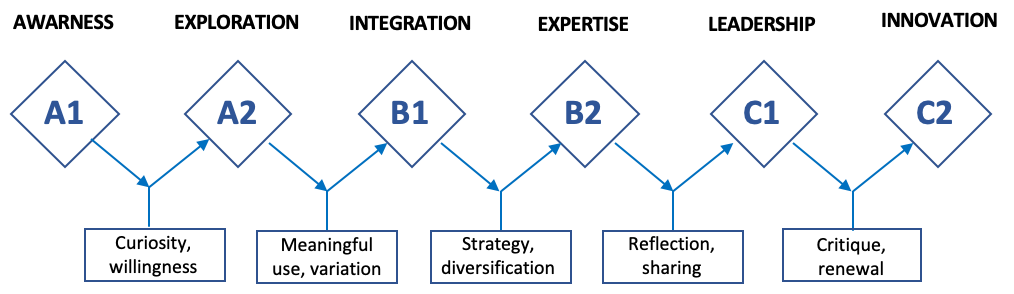 AWARNESS EXPLORATION INTEGRATION EXPERTISE LEADERSHIP INNOVATION
A1 A2 B1 B2 C1 C2
Curiosity,
willingness
Meaningful
use, variation
Strategy,
diversification
Reflection,
sharing
Critique,
renewal